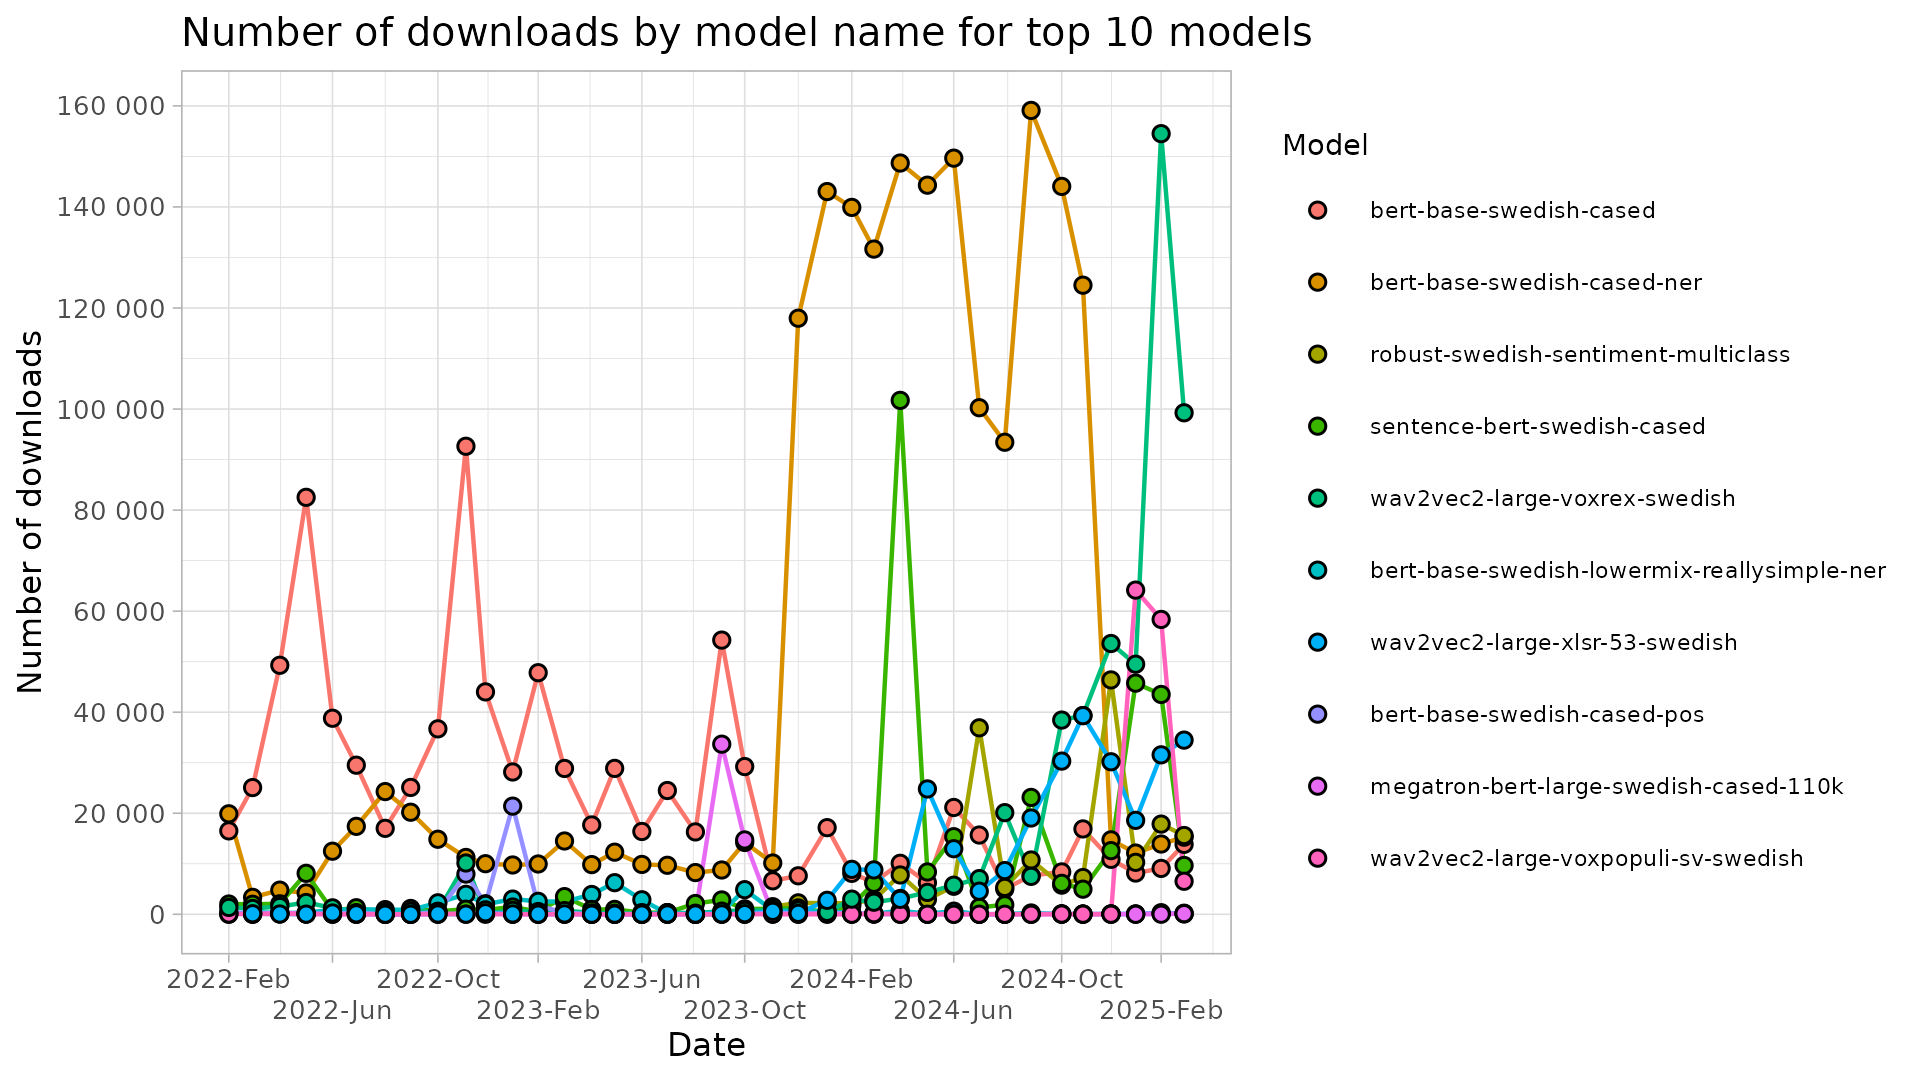 Number of downloads by model name for top 10 models
Number of downloads
160 000
140 000
120 000
100 000
80 000
60 000
40 000
20 000
0
2022-Feb
2022-Jun
2022-Oct
2023-Feb
2023-Jun
2023-Oct
2024-Feb
2024-Jun
2024-Oct
2025-Feb
Date
Model
bert-base-swedish-cased
bert-base-swedish-cased-ner
robust-swedish-sentiment-multiclass
sentence-bert-swedish-cased
wav2vec2-large-voxrex-swedish
bert-base-swedish-lowermix-reallysimple-ner
wav2vec2-large-xlsr-53-swedish
bert-base-swedish-cased-pos
megatron-bert-large-swedish-cased-110k
wav2vec2-large-voxpopuli-sv-swedish